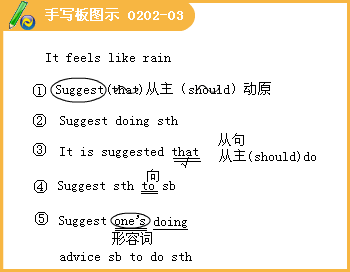 手写板图示 0202-03
It feels like rain
① Suggest (that) 从主 (should) 动原
② Suggest doing sth
从句
③ It is suggested that 从主(should)do
向
④ Suggest sth to sb
⑤ Suggest one's doing
形容词
advice sb to do sth